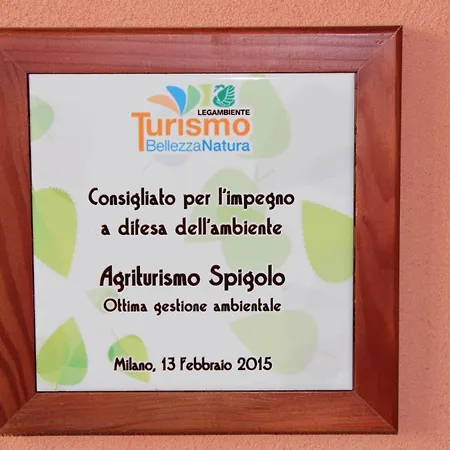 LEGAMBIENTE
Turismo
BellezzaNatura
Consigliato per l'impegno
a difesa dell'ambiente
Agriturismo Spigolo
Ottima gestione ambientale
Milano, 13 Febbraio 2015